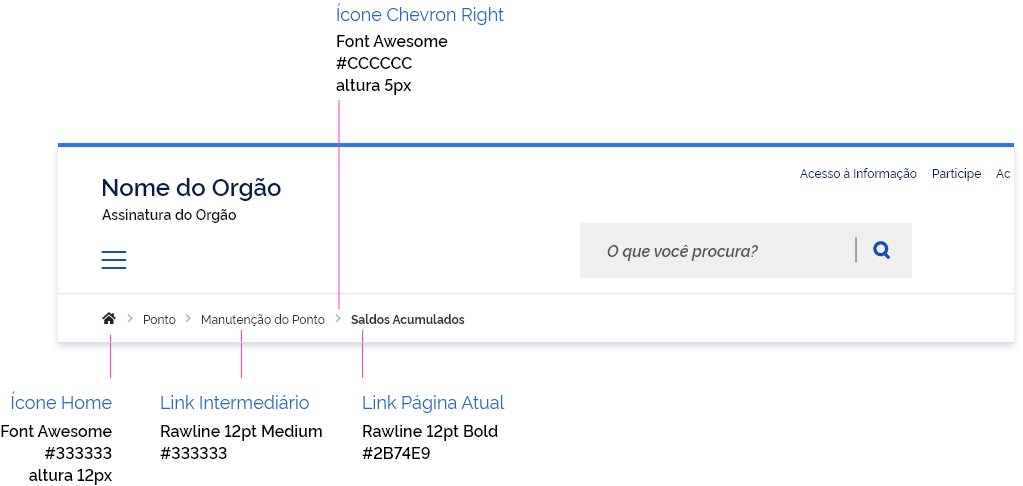 Ícone Chevron Right
Font Awesome
#CCCCCC
altura 5px
Acesso à Informação Participe Ac
Nome do Orgão
Assinatura do Orgão
O que você procura?
Ponto Manutenção do Ponto Saldos Acumulados
Ícone Home
Font Awesome
#333333
altura 12px
Link Intermediário
Rawline 12pt Medium
#333333
Link Página Atual
Rawline 12pt Bold
#2B74E9